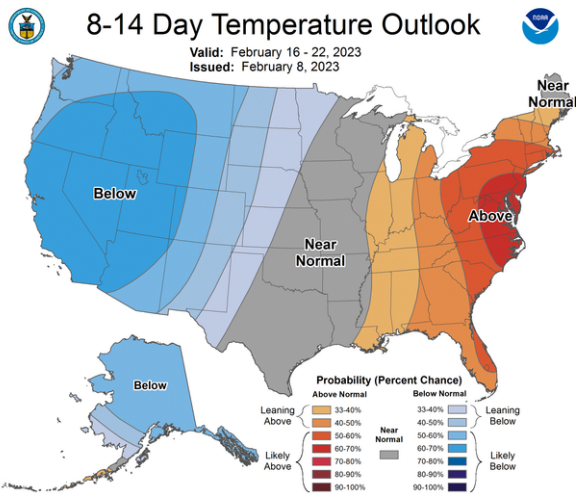 8-14 Day Temperature Outlook
Valid: February 16 - 22, 2023
Issued: February 8, 2023
NOAA
Near
Normal
Below
Above
Near
Normal
Below
Probability (Percent Chance)
Above Normal
Below Normal
Leaning
Above
33-40%
40-50%
Likely
Above
50-60%
60-70%
70-80%
80-90%
90-100%
Near
Normal
33-40%
40-50%
Leaning
Below
50-60%
60-70%
70-80%
80-90%
90-100%
Likely
Below